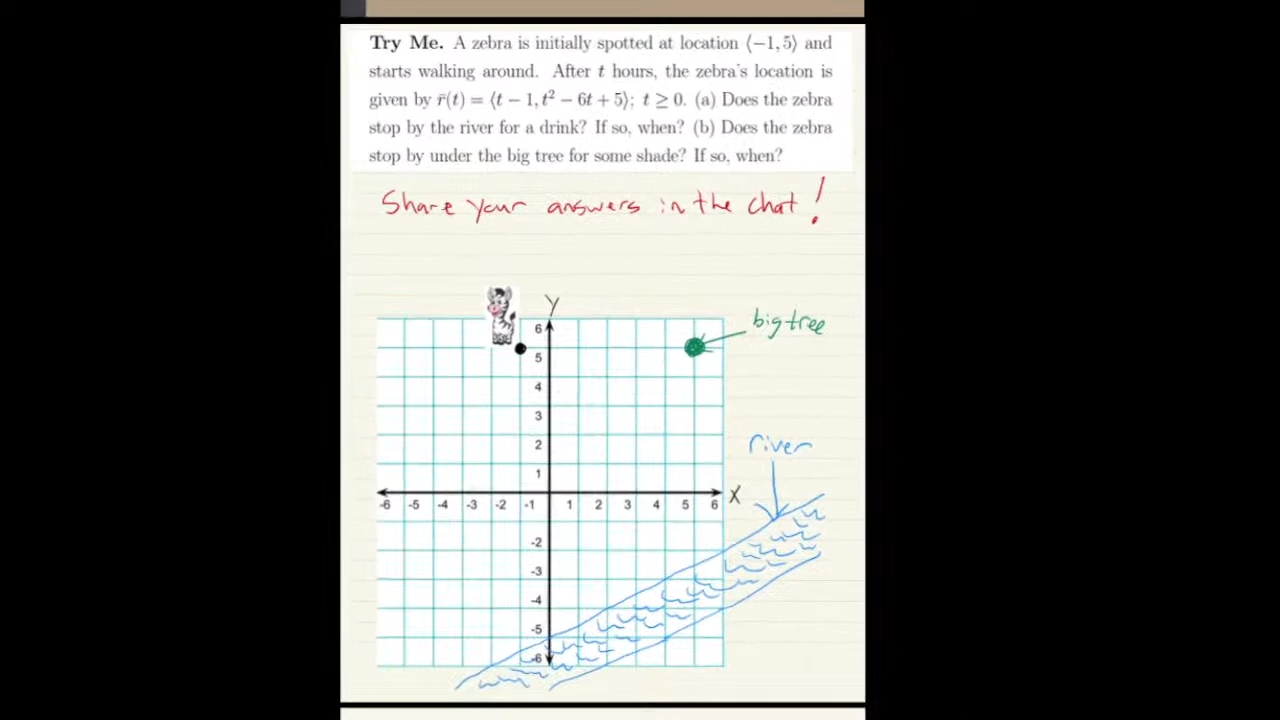 Try Me. A zebra is initially spotted at location ⟨−1, 5⟩ and
starts walking around. After t hours, the zebra's location is
given by r̄(t) = ⟨t − 1, t² − 6t + 5⟩; t ≥ 0. (a) Does the zebra
stop by the river for a drink? If so, when? (b) Does the zebra
stop by under the big tree for some shade? If so, when?
Share your answers in the chat!
Y
big tree
6
5
4
3
2
1
river
-6 -5 -4 -3 -2 -1 1 2 3 4 5 6 X
-2
-3
-4
-5
-6